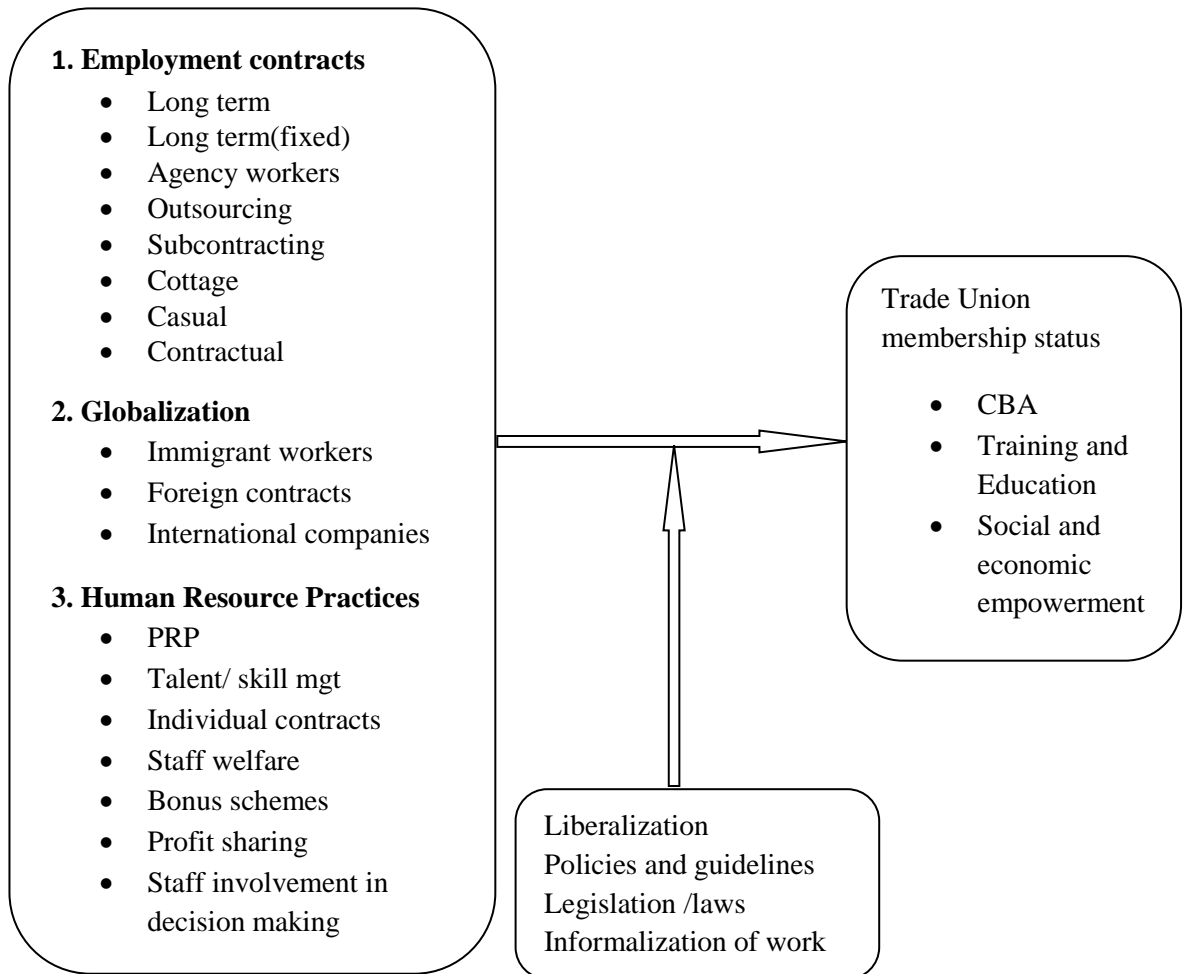 1. Employment contracts
• Long term
• Long term(fixed)
• Agency workers
• Outsourcing
• Subcontracting
• Cottage
• Casual
• Contractual
2. Globalization
• Immigrant workers
• Foreign contracts
• International companies
3. Human Resource Practices
• PRP
• Talent/ skill mgt
• Individual contracts
• Staff welfare
• Bonus schemes
• Profit sharing
• Staff involvement in
decision making
Trade Union
membership status
• CBA
• Training and
Education
• Social and
economic
empowerment
Liberalization
Policies and guidelines
Legislation /laws
Informalization of work